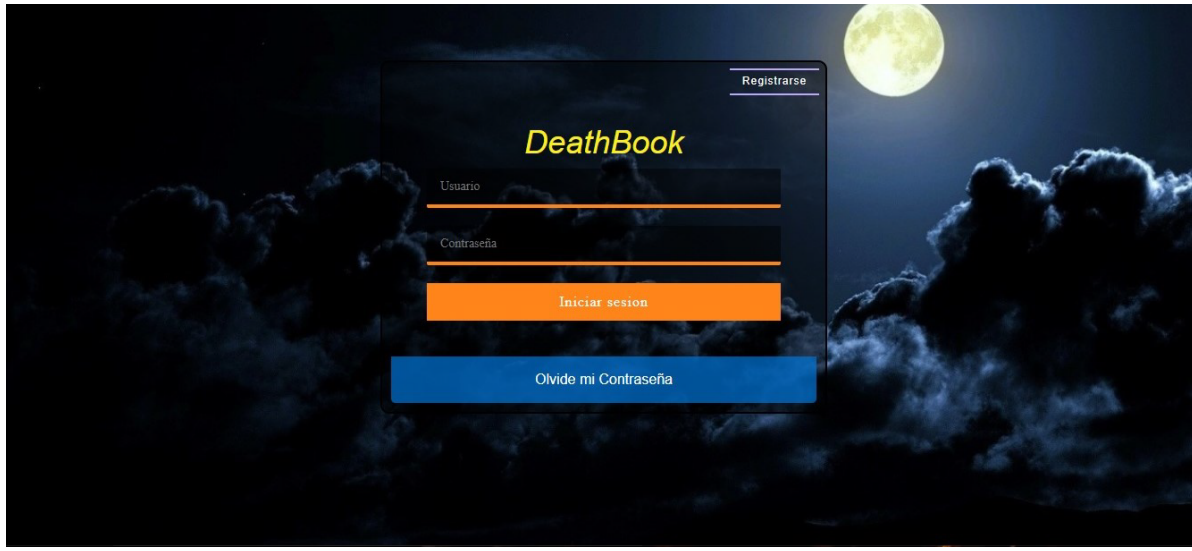 Registrarse
DeathBook
Usuario
Contraseña
Iniciar sesion
Olvide mi Contraseña